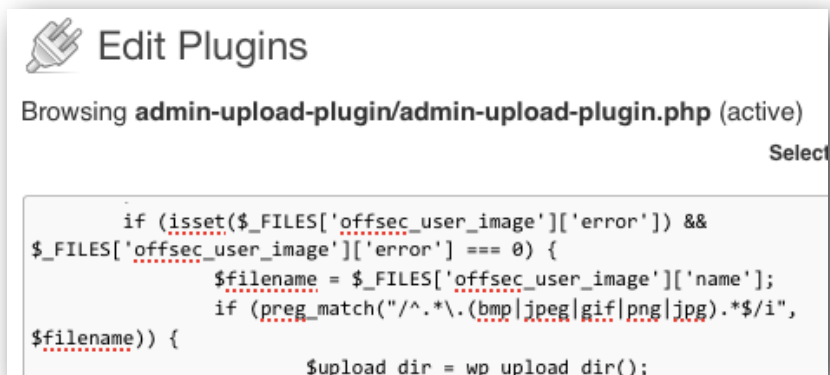 Edit Plugins
Browsing admin-upload-plugin/admin-upload-plugin.php (active)
Select
if (isset($_FILES['offsec_user_image']['error']) &&
$_FILES['offsec_user_image']['error'] === 0) {
$filename = $_FILES['offsec_user_image']['name'];
if (preg_match("/^.*\.(bmp|jpeg|gif|png|jpg).*$/i",
$filename)) {
$upload_dir = wp_upload_dir();